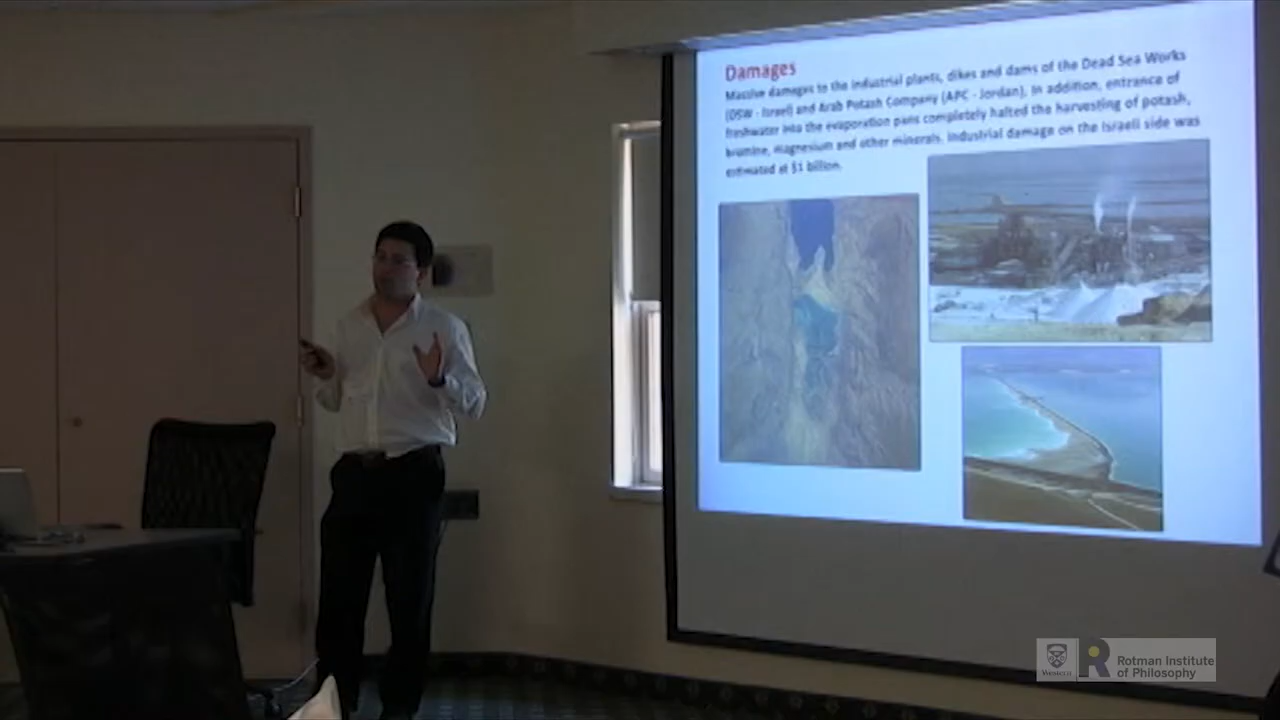 Damages
Massive damages to the industrial plants, dikes and dams of the Dead Sea Works
(DSW - Israel) and Arab Potash Company (APC - Jordan). In addition, entrance of
freshwater into the evaporation pans completely halted the harvesting of potash,
bromine, magnesium and other minerals. Industrial damage on the Israeli side was
estimated at $1 billion.
Western
Rotman Institute
of Philosophy